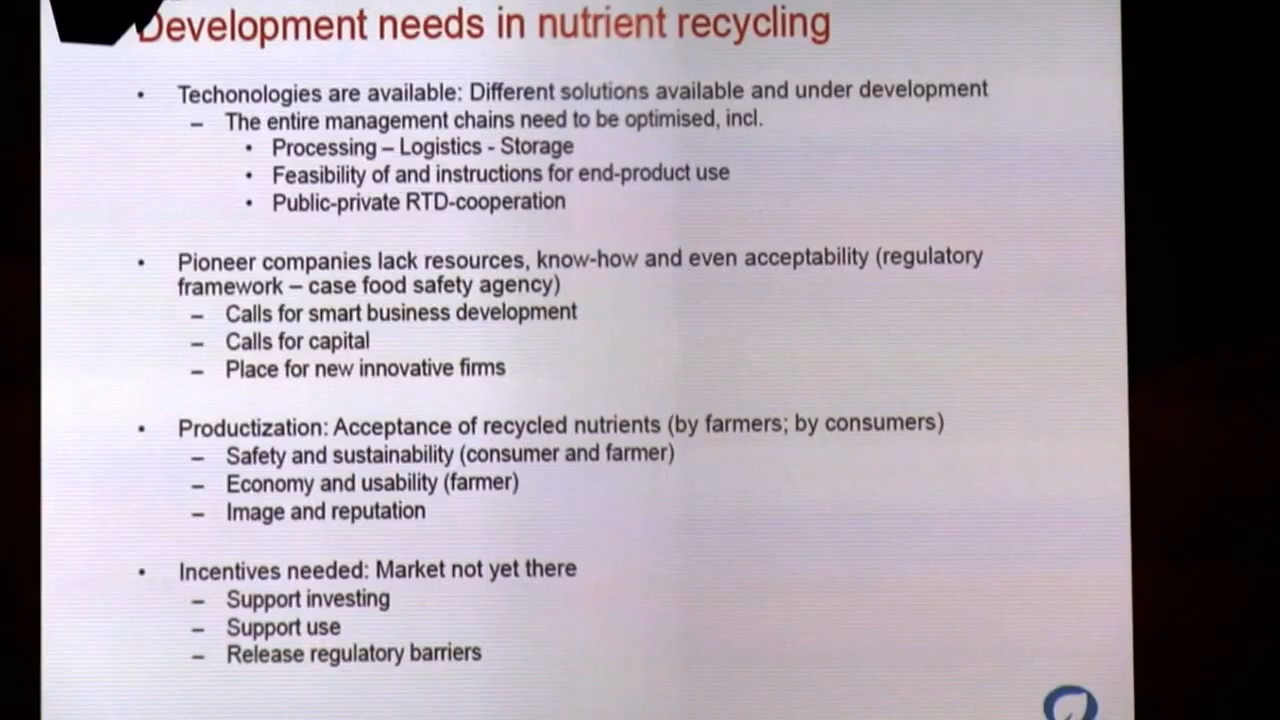 Development needs in nutrient recycling
• Techonologies are available: Different solutions available and under development
– The entire management chains need to be optimised, incl.
• Processing – Logistics - Storage
• Feasibility of and instructions for end-product use
• Public-private RTD-cooperation
• Pioneer companies lack resources, know-how and even acceptability (regulatory
framework – case food safety agency)
– Calls for smart business development
– Calls for capital
– Place for new innovative firms
• Productization: Acceptance of recycled nutrients (by farmers; by consumers)
– Safety and sustainability (consumer and farmer)
– Economy and usability (farmer)
– Image and reputation
• Incentives needed: Market not yet there
– Support investing
– Support use
– Release regulatory barriers